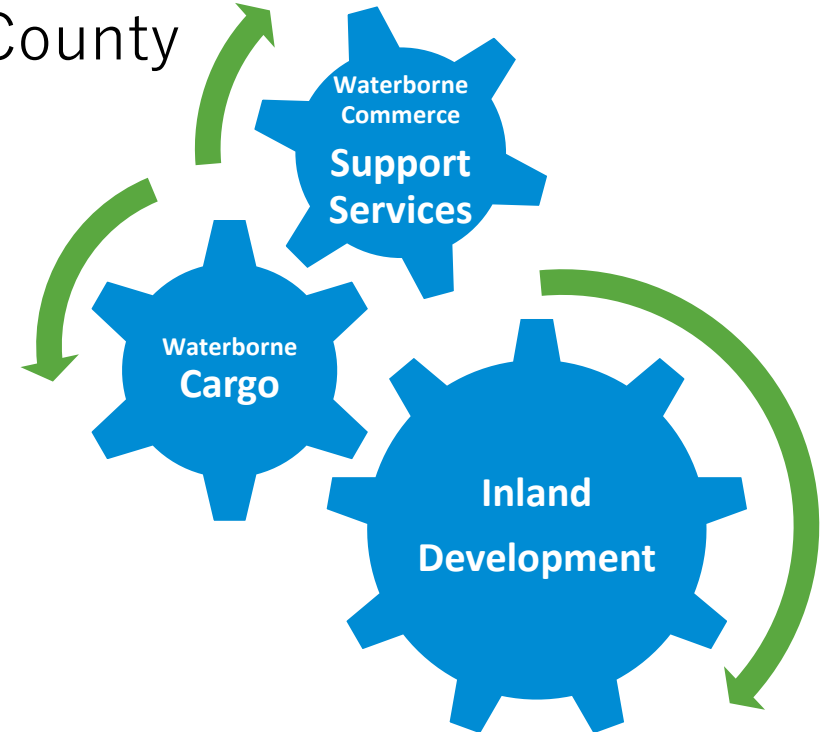 County
Waterborne
Commerce
Support
Services
Waterborne
Cargo
Inland
Development